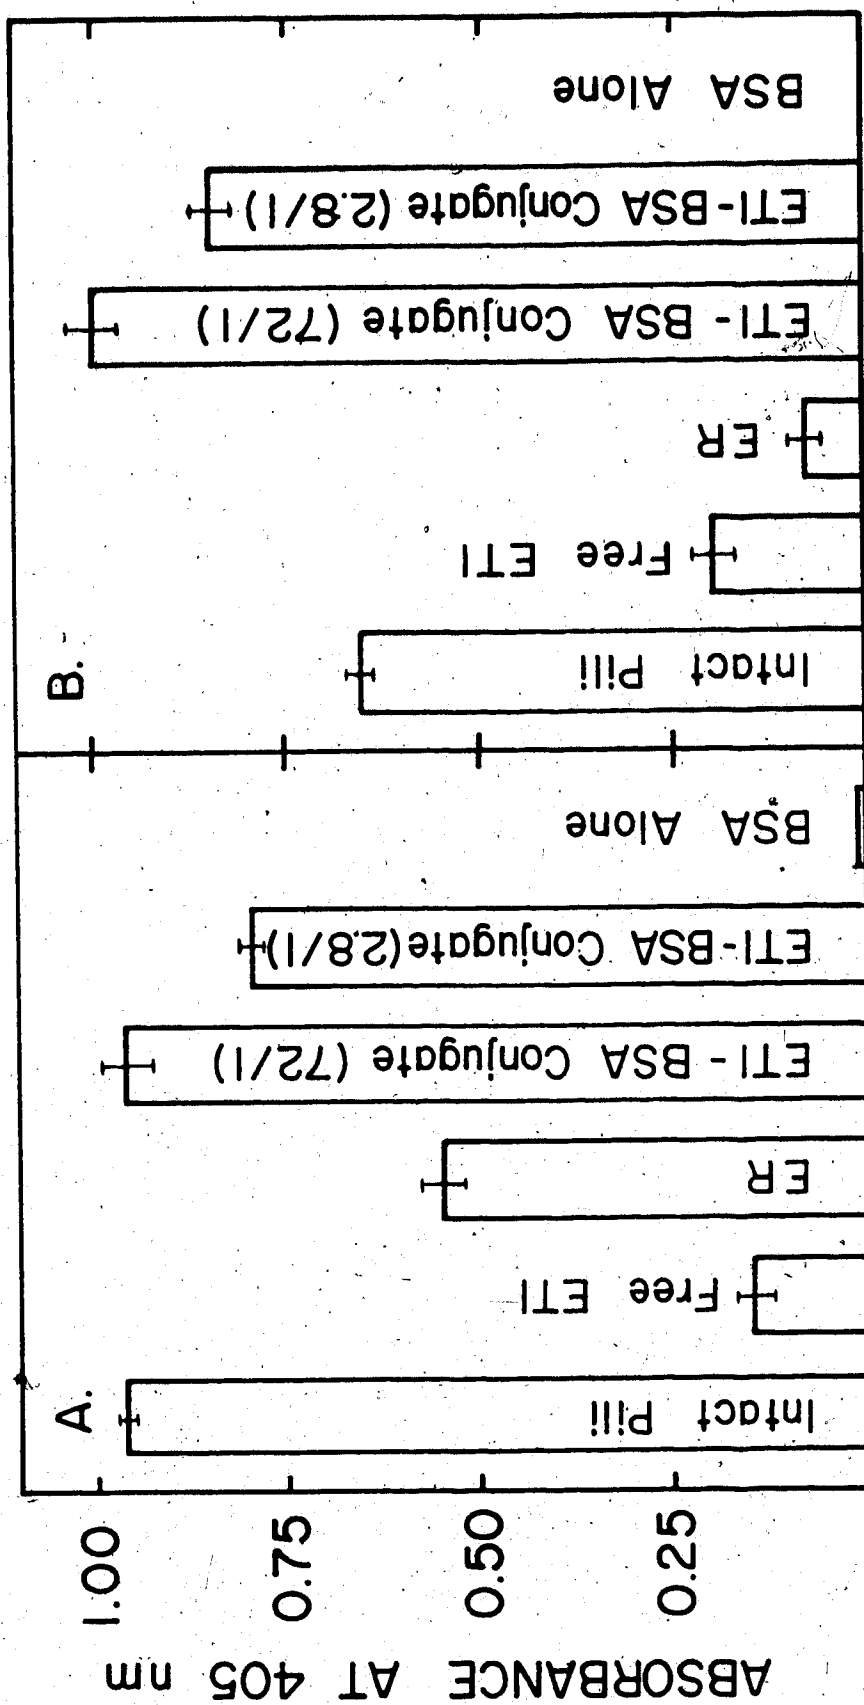 ABSORBANCE AT 405 nm
1.00
0.75
0.50
0.25
A.
Intact Pili
Free ETI
ER
ETI-BSA Conjugate (72/1)
ETI-BSA Conjugate (2.8/1)
BSA Alone
B.
Intact Pili
Free ETI
ER
ETI-BSA Conjugate (72/1)
ETI-BSA Conjugate (2.8/1)
BSA Alone